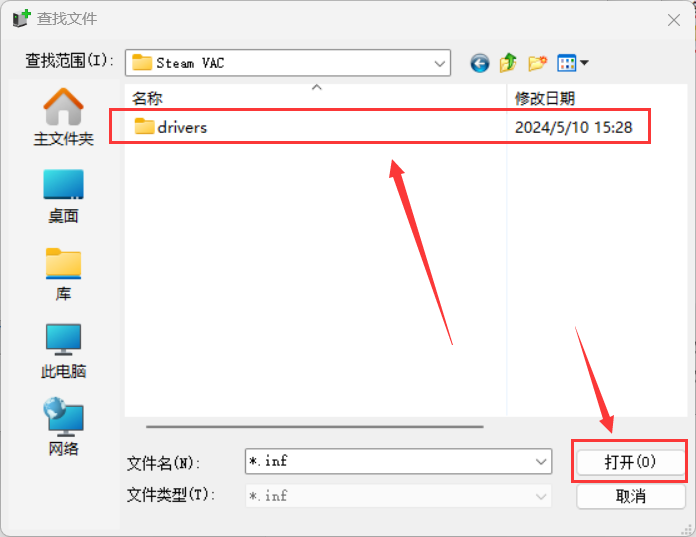 查找文件
查找范围(I):
Steam VAC
名称
修改日期
drivers
2024/5/10 15:28
主文件夹
桌面
库
此电脑
网络
文件名(N):
*.inf
打开(O)
文件类型(T):
*.inf
取消